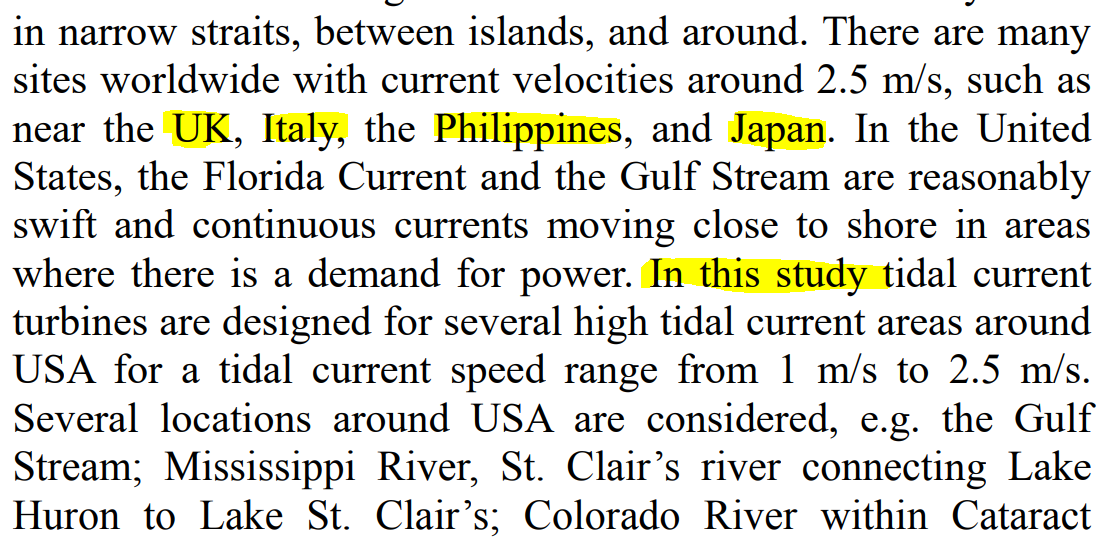 in narrow straits, between islands, and around. There are many
sites worldwide with current velocities around 2.5 m/s, such as
near the UK, Italy, the Philippines, and Japan. In the United
States, the Florida Current and the Gulf Stream are reasonably
swift and continuous currents moving close to shore in areas
where there is a demand for power. In this study tidal current
turbines are designed for several high tidal current areas around
USA for a tidal current speed range from 1 m/s to 2.5 m/s.
Several locations around USA are considered, e.g. the Gulf
Stream; Mississippi River, St. Clair’s river connecting Lake
Huron to Lake St. Clair’s; Colorado River within Cataract